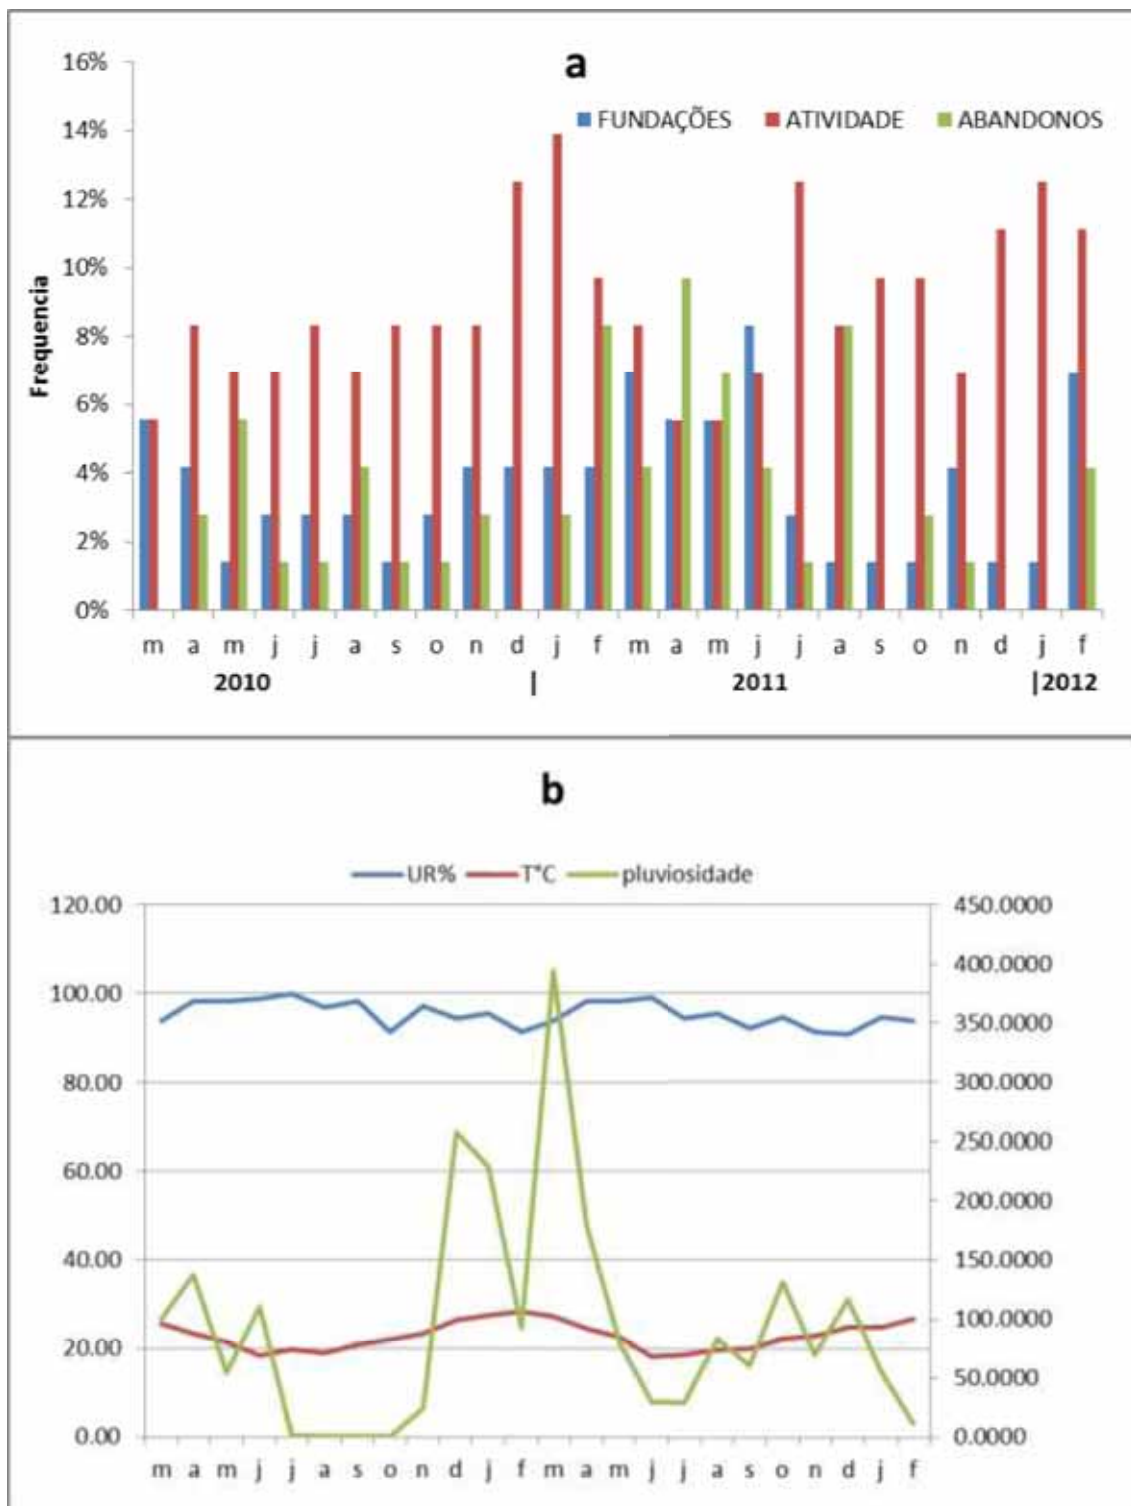 a
FUNDAÇÕES ATIVIDADE ABANDONOS
16%
14%
12%
10%
8%
6%
4%
2%
0%
Frequencia
m a m j j a s o n d j f m a m j j a s o n d j f
2010 | 2011 |2012
b
UR% T°C pluviosidade
120.00 450.0000
100.00 400.0000
80.00 350.0000
60.00 300.0000
40.00 250.0000
20.00 200.0000
0.00 150.0000
100.0000
50.0000
0.0000
m a m j j a s o n d j f m a m j j a s o n d j f